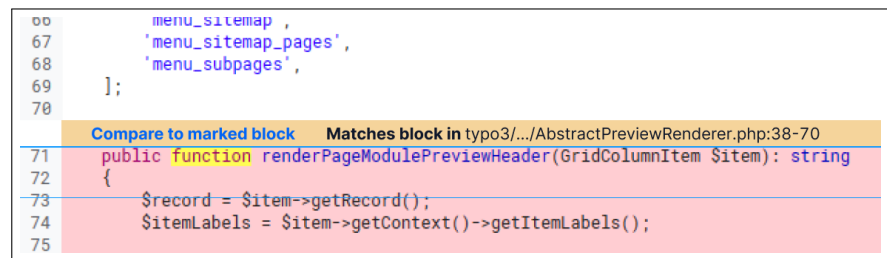 66            'menu_sitemap',
67            'menu_sitemap_pages',
68            'menu_subpages',
69        ];
70
Compare to marked block    Matches block in typo3/.../AbstractPreviewRenderer.php:38-70
71        public function renderPageModulePreviewHeader(GridColumnItem $item): string
72        {
73            $record = $item->getRecord();
74            $itemLabels = $item->getContext()->getItemLabels();
75